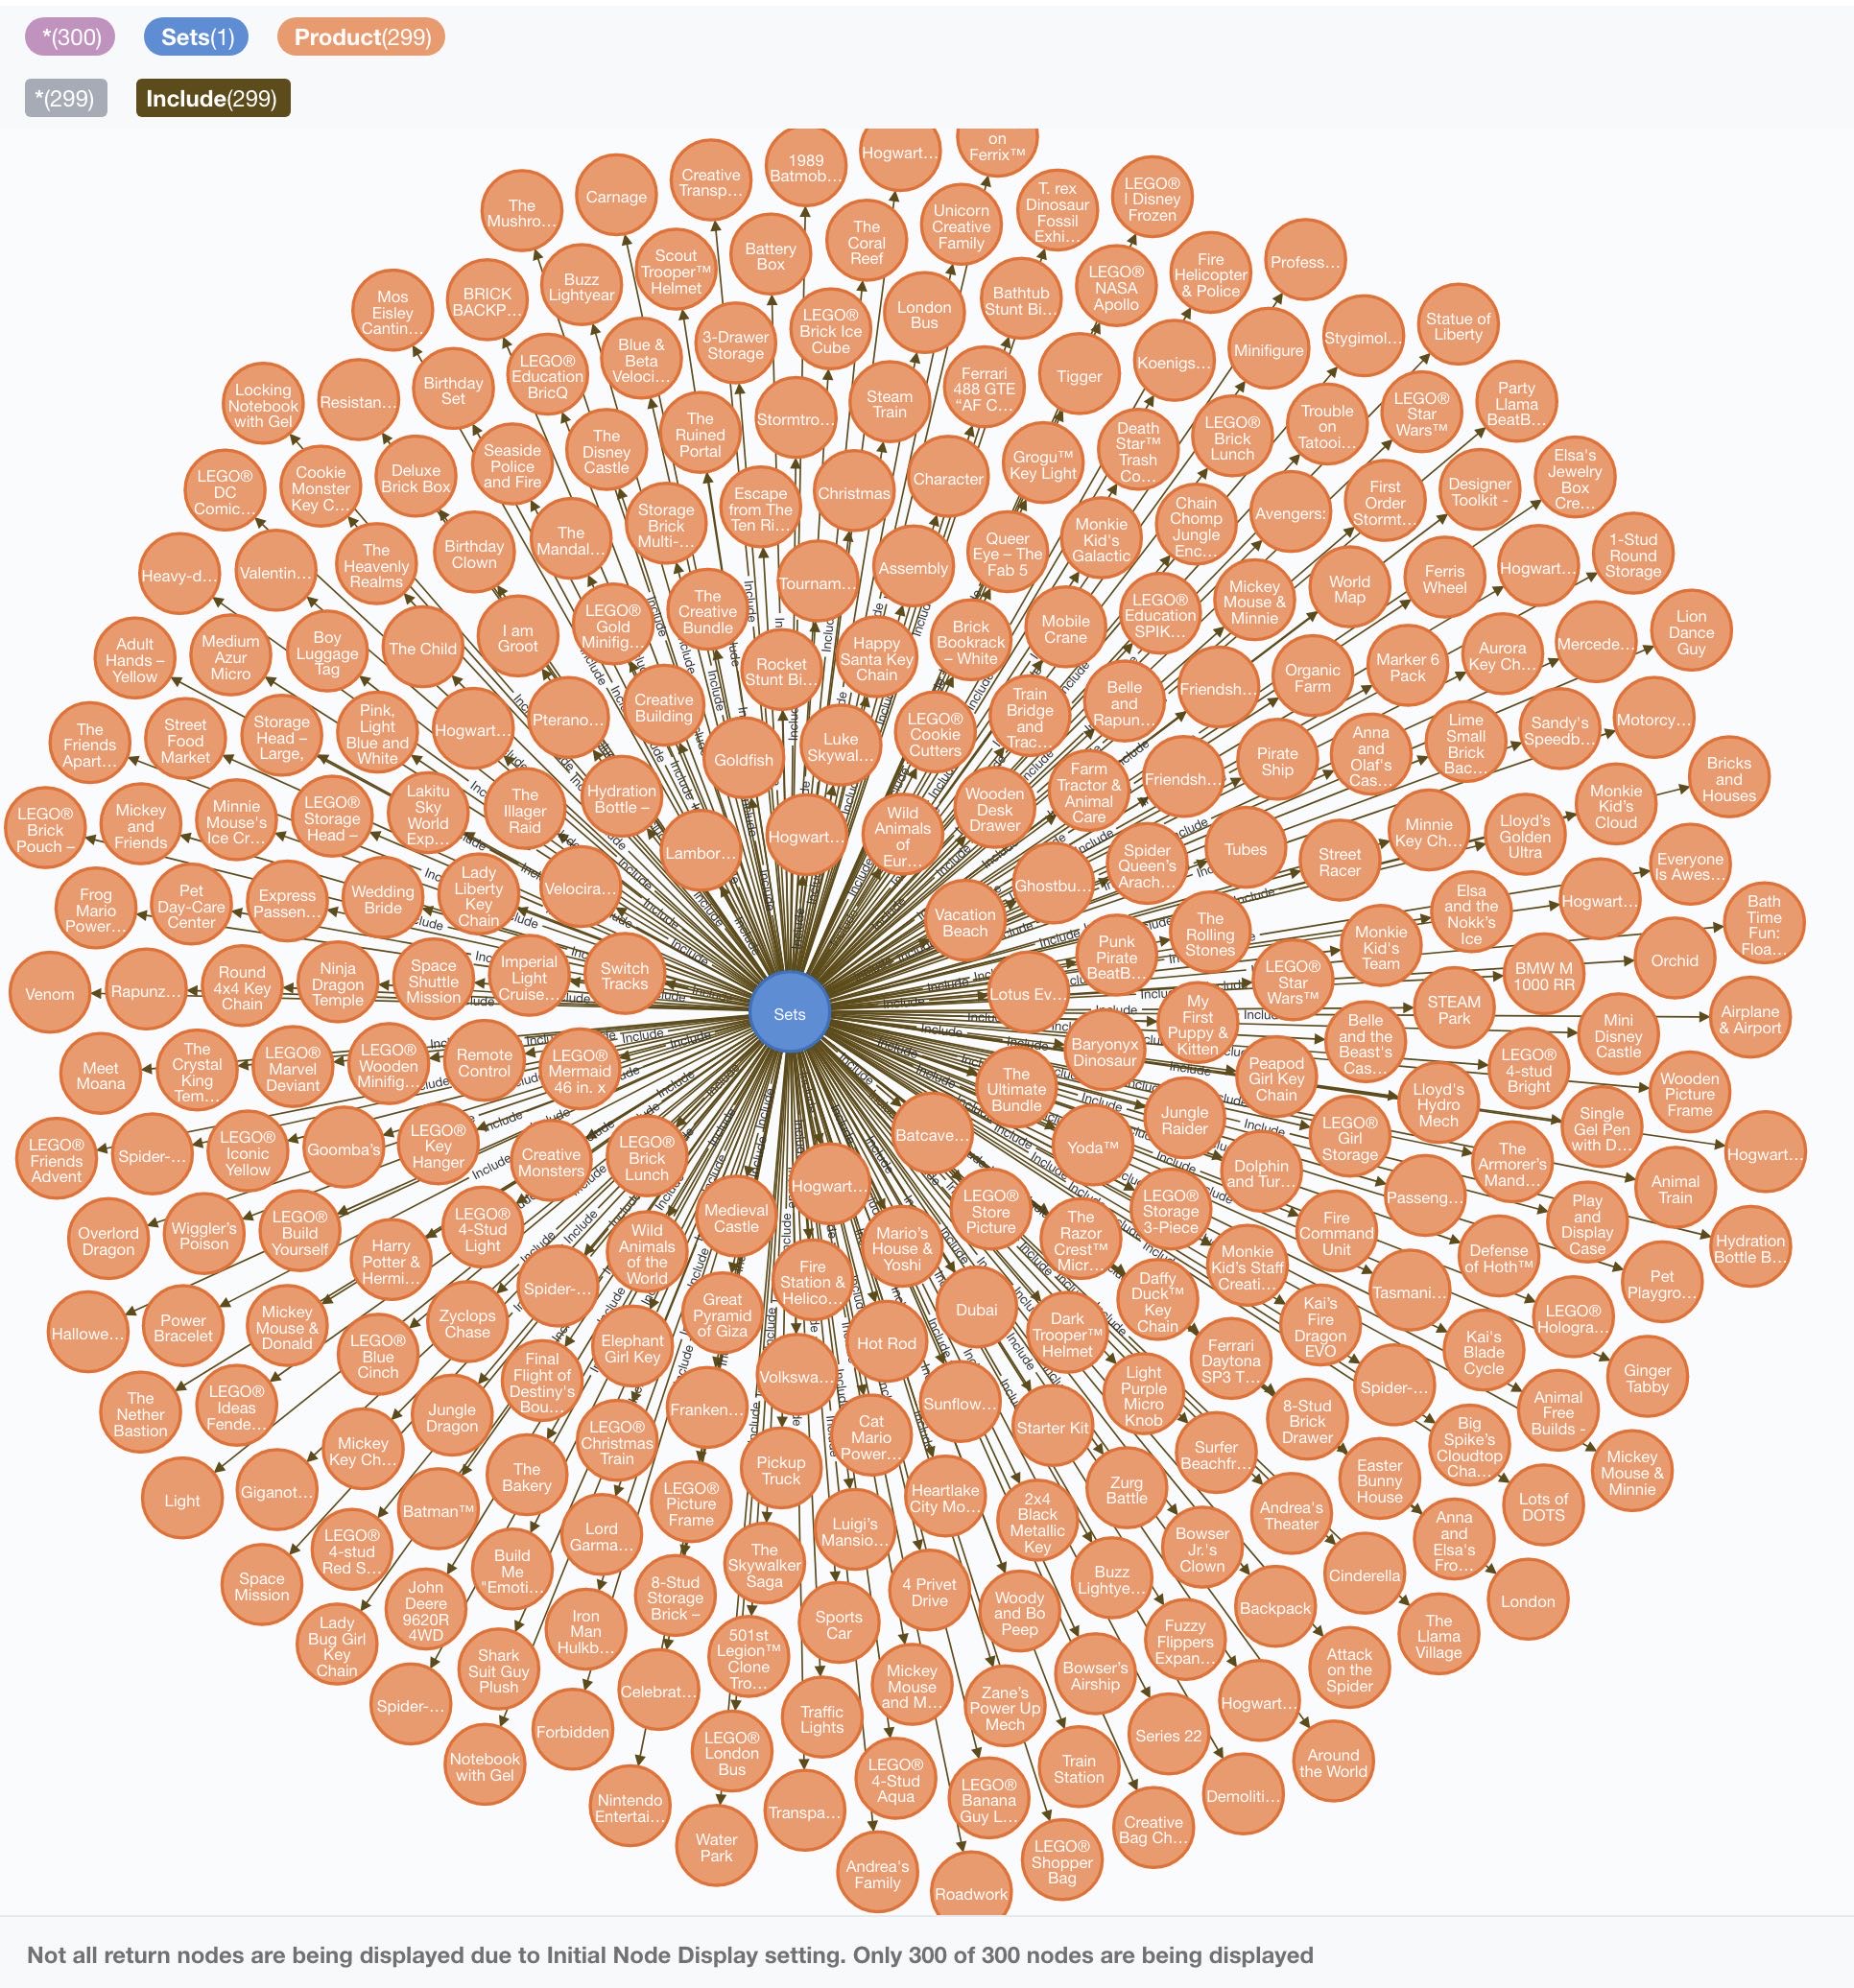 *(300)
Sets(1)
Product(299)
*(299)
Include(299)
on
Ferrix™
Hogwart…
1989
Batmob…
Creative
Transp…
Carnage
The
Mushro…
LEGO®
l Disney
Frozen
T. rex
Dinosaur
Fossil
Exhi…
Unicorn
Creative
Family
The
Coral
Reef
Battery
Box
Scout
Trooper™
Helmet
Buzz
Lightyear
BRICK
BACKP…
Mos
Eisley
Cantin…
Profess…
Fire
Helicopter
& Police
LEGO®
NASA
Apollo
Bathtub
Stunt Bi…
London
Bus
LEGO®
Brick Ice
Cube
3-Drawer
Storage
Blue &
Beta
Veloci…
LEGO®
Education
BricQ
Birthday
Set
Resistan…
Locking
Notebook
with Gel
Statue of
Liberty
Stygimol…
Minifigure
Koenigs…
Tigger
Ferrari
488 GTE
“AF C…
Steam
Train
Stormtro…
The
Ruined
Portal
The
Disney
Castle
Seaside
Police
and Fire
Deluxe
Brick Box
Cookie
Monster
Key C…
LEGO®
DC
Comic…
Party
Llama
BeatB…
LEGO®
Star
Wars™
Trouble
on
Tatooi…
LEGO®
Brick
Lunch
Death
Star™
Trash
Co…
Grogu™
Key Light
Character
Christmas
Escape
from The
Ten Ri…
Storage
Brick
Multi-…
The
Mandal…
Birthday
Clown
The
Heavenly
Realms
Valentin…
Heavy-d…
Elsa's
Jewelry
Box
Cre…
Designer
Toolkit -
First
Order
Stormt…
Avengers:
Chain
Chomp
Jungle
Enc…
Monkie
Kid's
Galactic
Queer
Eye – The
Fab 5
Assembly
Tournam…
The
Creative
Bundle
LEGO®
Gold
Minifig…
I am
Groot
The Child
Boy
Luggage
Tag
Medium
Azur
Micro
Adult
Hands –
Yellow
1-Stud
Round
Storage
Hogwart…
Ferris
Wheel
World
Map
Mickey
Mouse &
Minnie
LEGO®
Education
SPIK…
Mobile
Crane
Brick
Bookrack
– White
Happy
Santa Key
Chain
Rocket
Stunt Bi…
Creative
Building
Pterano…
Hogwart…
Pink,
Light
Blue and
White
Storage
Head –
Large,
Street
Food
Market
The
Friends
Apart…
Lion
Dance
Guy
Mercede…
Aurora
Key Ch…
Marker 6
Pack
Organic
Farm
Friendsh…
Belle
and
Rapun…
Train
Bridge
and
Trac…
LEGO®
Cookie
Cutters
Luke
Skywal…
Goldfish
Hydration
Bottle –
The
Illager
Raid
Lakitu
Sky
World
Exp…
LEGO®
Storage
Head –
Minnie
Mouse's
Ice Cr…
Mickey
and
Friends
LEGO®
Brick
Pouch –
Motorcy…
Sandy's
Speedb…
Lime
Small
Brick
Bac…
Anna
and
Olaf's
Cas…
Pirate
Ship
Friendsh…
Farm
Tractor &
Animal
Care
Wooden
Desk
Drawer
Wild
Animals
of
Eur…
Hogwart…
Lambor…
Velocira…
Lady
Liberty
Key
Chain
Wedding
Bride
Express
Passen…
Pet
Day-Care
Center
Frog
Mario
Power…
Bricks
and
Houses
Monkie
Kid’s
Cloud
Lloyd’s
Golden
Ultra
Minnie
Key Ch…
Street
Racer
Tubes
Spider
Queen’s
Arach…
Ghostbu…
Vacation
Beach
Switch
Tracks
Imperial
Light
Cruise…
Space
Shuttle
Mission
Ninja
Dragon
Temple
Round
4x4 Key
Chain
Rapunz…
Venom
Everyone
Is Awes…
Hogwart…
Elsa
and the
Nokk’s
Ice
Monkie
Kid's
Team
The
Rolling
Stones
Punk
Pirate
BeatB…
Lotus Ev…
Sets
Bath
Time
Fun:
Floa…
Orchid
BMW M
1000 RR
STEAM
Park
LEGO®
Star
Wars™
My
First
Puppy &
Kitten
Baryonyx
Dinosaur
The
Ultimate
Bundle
LEGO®
Mermaid
46 in. x
Remote
Control
LEGO®
Wooden
Minifig…
LEGO®
Marvel
Deviant
The
Crystal
King
Tem…
Meet
Moana
Airplane
& Airport
Mini
Disney
Castle
LEGO®
4-stud
Bright
Belle
and the
Beast's
Cas…
Peapod
Girl Key
Chain
Jungle
Raider
Yoda™
Batcave…
LEGO®
Brick
Lunch
Creative
Monsters
LEGO®
Key
Hanger
Goomba’s
LEGO®
Iconic
Yellow
Spider-…
LEGO®
Friends
Advent
Wooden
Picture
Frame
Single
Gel Pen
with D…
Lloyd’s
Hydro
Mech
LEGO®
Girl
Storage
Dolphin
and Tur…
LEGO®
Storage
3-Piece
The
Razor
Crest™
Micr…
LEGO®
Store
Picture
Mario’s
House &
Yoshi
Hogwart…
Medieval
Castle
Wild
Animals
of the
World
LEGO®
4-Stud
Light
Harry
Potter &
Hermi…
LEGO®
Build
Yourself
Wiggler’s
Poison
Overlord
Dragon
Hogwart…
Animal
Train
The
Armorer’s
Mand…
Passeng…
Fire
Command
Unit
Monkie
Kid’s Staff
Creati…
Daffy
Duck™
Key
Chain
Dark
Trooper™
Helmet
Dubai
Hot Rod
Fire
Station &
Helico…
Great
Pyramid
of Giza
Spider-…
Elephant
Girl Key
Zyclops
Chase
LEGO®
Blue
Cinch
Mickey
Mouse &
Donald
Power
Bracelet
Hallowe…
Hydration
Bottle B…
Play
and
Display
Case
Defense
of Hoth™
Pet
Playgro…
Tasmani…
Kai’s
Fire
Dragon
EVO
Ferrari
Daytona
SP3 T…
Light
Purple
Micro
Knob
Starter Kit
Sunflow…
Cat
Mario
Power…
Volkswa…
Franken…
Final
Flight of
Destiny's
Bou…
Jungle
Dragon
Mickey
Key Ch…
LEGO®
Ideas
Fende…
The
Nether
Bastion
LEGO®
Hologra…
Kai's
Blade
Cycle
Ginger
Tabby
Spider-…
8-Stud
Brick
Drawer
Surfer
Beachfr…
Zurg
Battle
2x4
Black
Metallic
Key
Heartlake
City Mo…
Luigi’s
Mansio…
Pickup
Truck
LEGO®
Picture
Frame
LEGO®
Christmas
Train
The
Bakery
Batman™
LEGO®
4-stud
Red S…
Giganot…
Light
Animal
Free
Builds -
Big
Spike’s
Cloudtop
Cha…
Mickey
Mouse &
Minnie
Easter
Bunny
House
Andrea's
Theater
Bowser
Jr.'s
Clown
Buzz
Lightye…
Woody
and Bo
Peep
4 Privet
Drive
Sports
Car
The
Skywalker
Saga
8-Stud
Storage
Brick –
Lord
Garma…
Build
Me
"Emoti…
John
Deere
9620R
4WD
Lady
Bug Girl
Key
Chain
Space
Mission
Lots of
DOTS
Anna
and
Elsa's
Fro…
Cinderella
Backpack
Fuzzy
Flippers
Expan…
Bowser’s
Airship
Zane’s
Power Up
Mech
Mickey
Mouse
and M…
Traffic
Lights
501st
Legion™
Clone
Tro…
Celebrat…
Iron
Man
Hulkb…
Shark
Suit Guy
Plush
Spider-…
London
The
Llama
Village
Attack
on the
Spider
Hogwart…
Series 22
Train
Station
LEGO®
Banana
Guy L…
LEGO®
4-Stud
Aqua
Transpa…
LEGO®
London
Bus
Nintendo
Entertai…
Forbidden
Notebook
with Gel
Around
the World
Demoliti…
Creative
Bag Ch…
LEGO®
Shopper
Bag
Roadwork
Andrea's
Family
Water
Park
Include
Not all return nodes are being displayed due to Initial Node Display setting. Only 300 of 300 nodes are being displayed